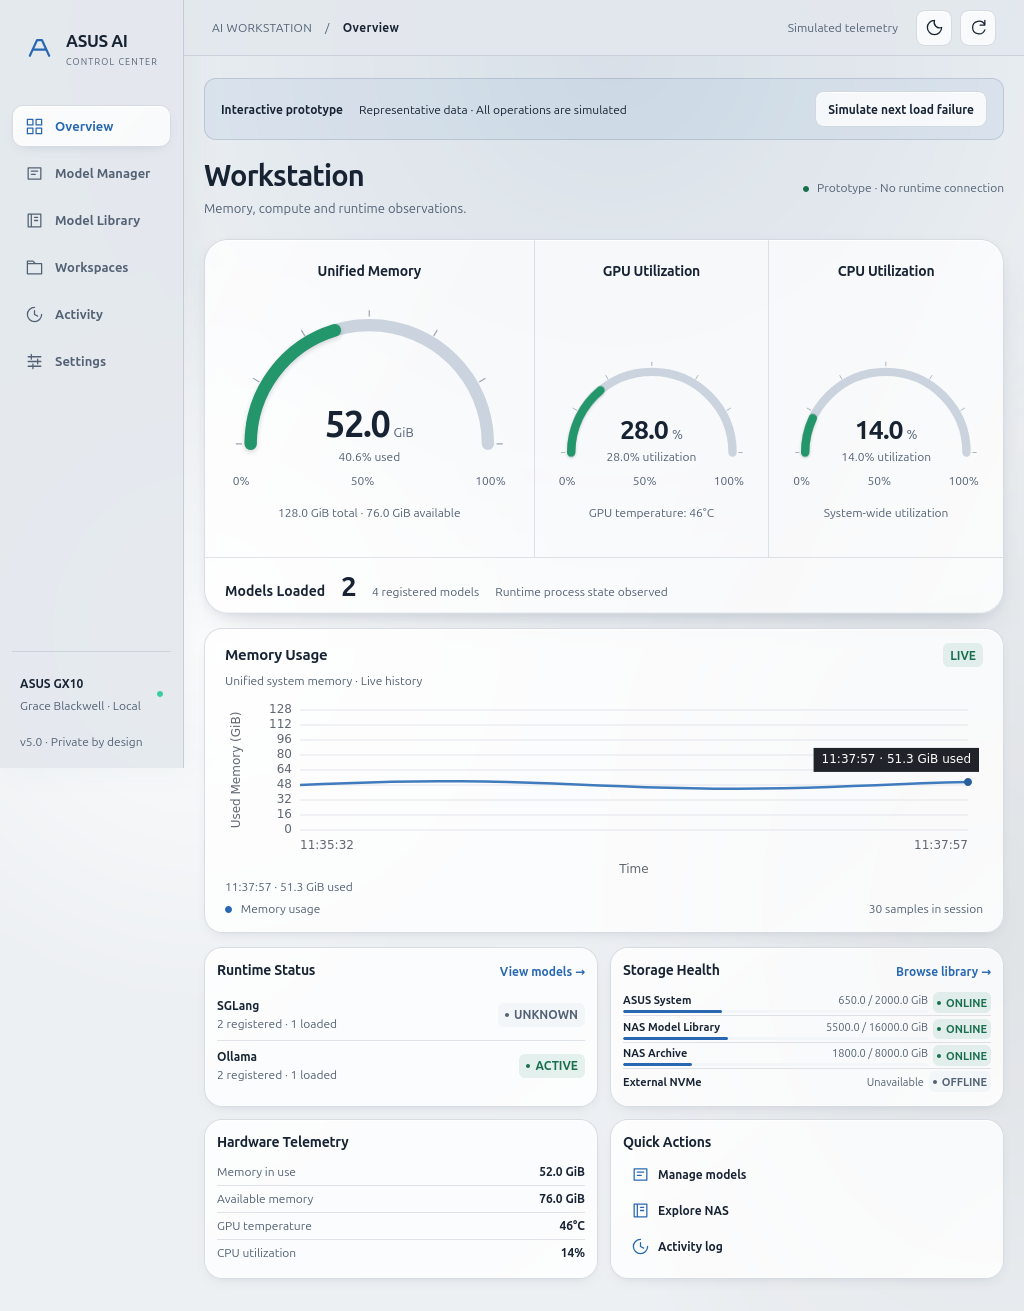 ASUS AI
CONTROL CENTER
Overview
Model Manager
Model Library
Workspaces
Activity
Settings
ASUS GX10
Grace Blackwell · Local
v5.0 · Private by design
AI WORKSTATION / Overview
Simulated telemetry
Interactive prototype Representative data · All operations are simulated
Simulate next load failure
Workstation
Memory, compute and runtime observations.
Prototype · No runtime connection
Unified Memory
52.0 GiB
40.6% used
0% 50% 100%
128.0 GiB total · 76.0 GiB available
GPU Utilization
28.0 %
28.0% utilization
0% 50% 100%
GPU temperature: 46°C
CPU Utilization
14.0 %
14.0% utilization
0% 50% 100%
System-wide utilization
Models Loaded 2 4 registered models Runtime process state observed
Memory Usage
LIVE
Unified system memory · Live history
Used Memory (GiB)
128
112
96
80
64
48
32
16
0
11:37:57 · 51.3 GiB used
11:35:32 11:37:57
Time
11:37:57 · 51.3 GiB used
Memory usage
30 samples in session
Runtime Status
View models →
SGLang
2 registered · 1 loaded
UNKNOWN
Ollama
2 registered · 1 loaded
ACTIVE
Storage Health
Browse library →
ASUS System 650.0 / 2000.0 GiB ONLINE
NAS Model Library 5500.0 / 16000.0 GiB ONLINE
NAS Archive 1800.0 / 8000.0 GiB ONLINE
External NVMe Unavailable OFFLINE
Hardware Telemetry
Memory in use 52.0 GiB
Available memory 76.0 GiB
GPU temperature 46°C
CPU utilization 14%
Quick Actions
Manage models
Explore NAS
Activity log